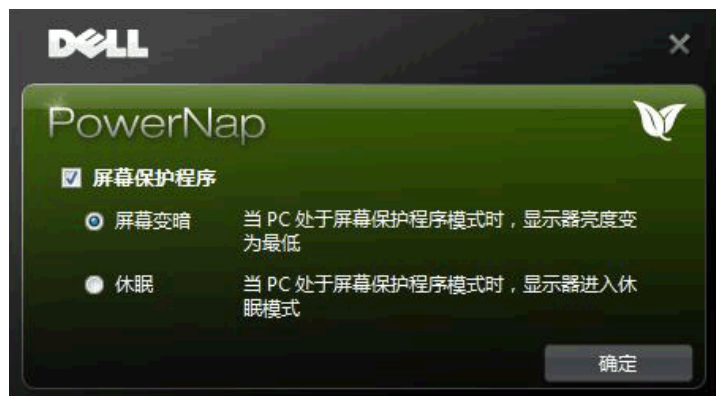 DELL
PowerNap
屏幕保护程序
屏幕变暗
当 PC 处于屏幕保护程序模式时，显示器亮度变
为最低
休眠
当 PC 处于屏幕保护程序模式时，显示器进入休
眠模式
确定